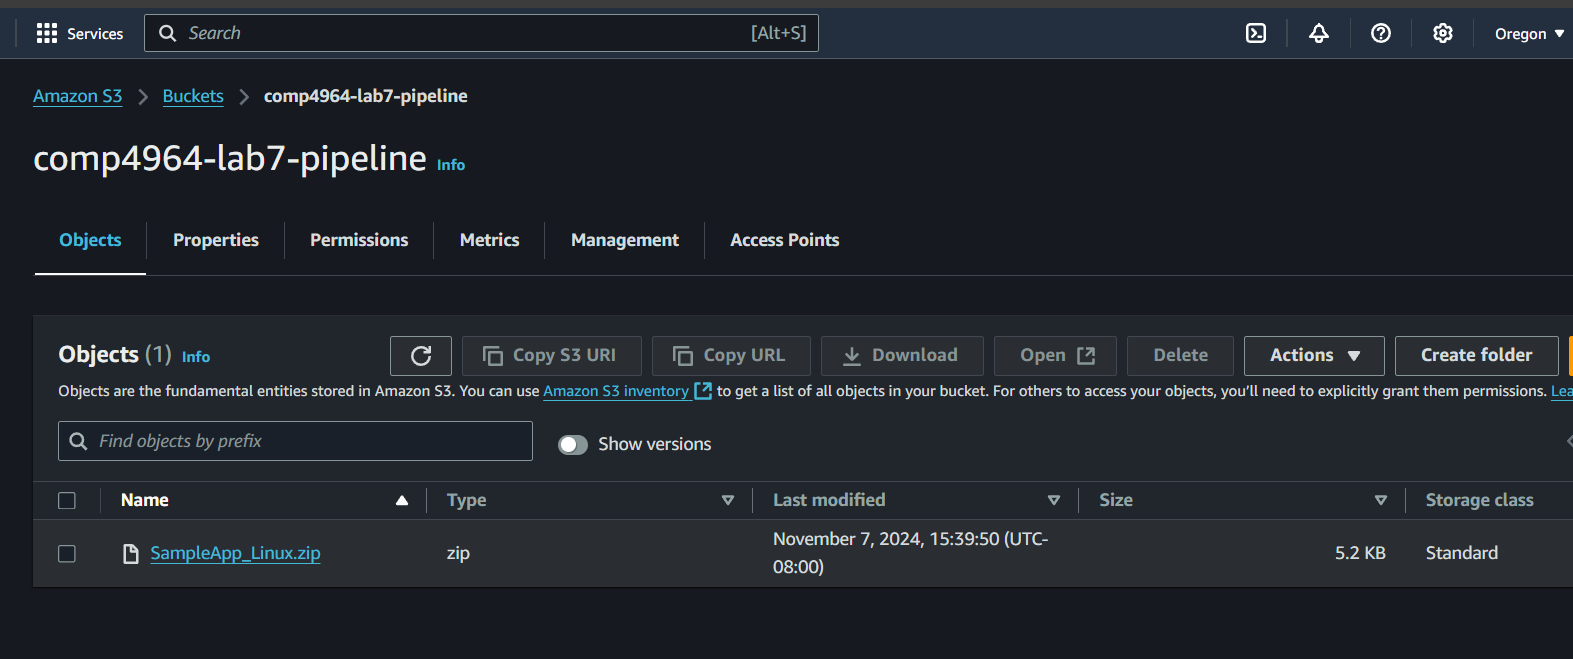 Services Search [Alt+S] Oregon
Amazon S3 Buckets comp4964-lab7-pipeline
comp4964-lab7-pipeline Info
Objects Properties Permissions Metrics Management Access Points
Objects (1) Info Copy S3 URI Copy URL Download Open Delete Actions Create folder
Objects are the fundamental entities stored in Amazon S3. You can use Amazon S3 inventory to get a list of all objects in your bucket. For others to access your objects, you’ll need to explicitly grant them permissions. Lea
Find objects by prefix Show versions
Name Type Last modified Size Storage class
SampleApp_Linux.zip zip November 7, 2024, 15:39:50 (UTC-
08:00) 5.2 KB Standard